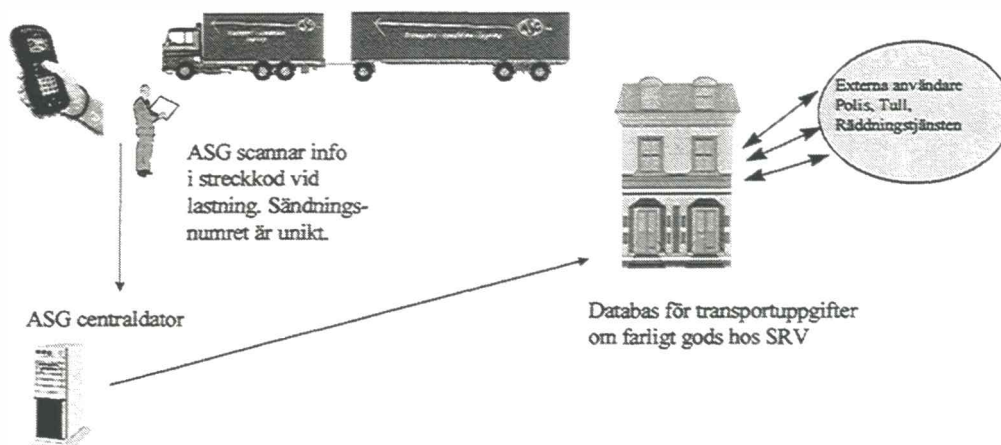 ASG scannar info
i streckkod vid
lastning. Sändnings-
numret är unikt.
ASG centraldator
Databas för transportuppgifter
om farligt gods hos SRV
Externa användare
Polis, Tull,
Räddningstjänsten